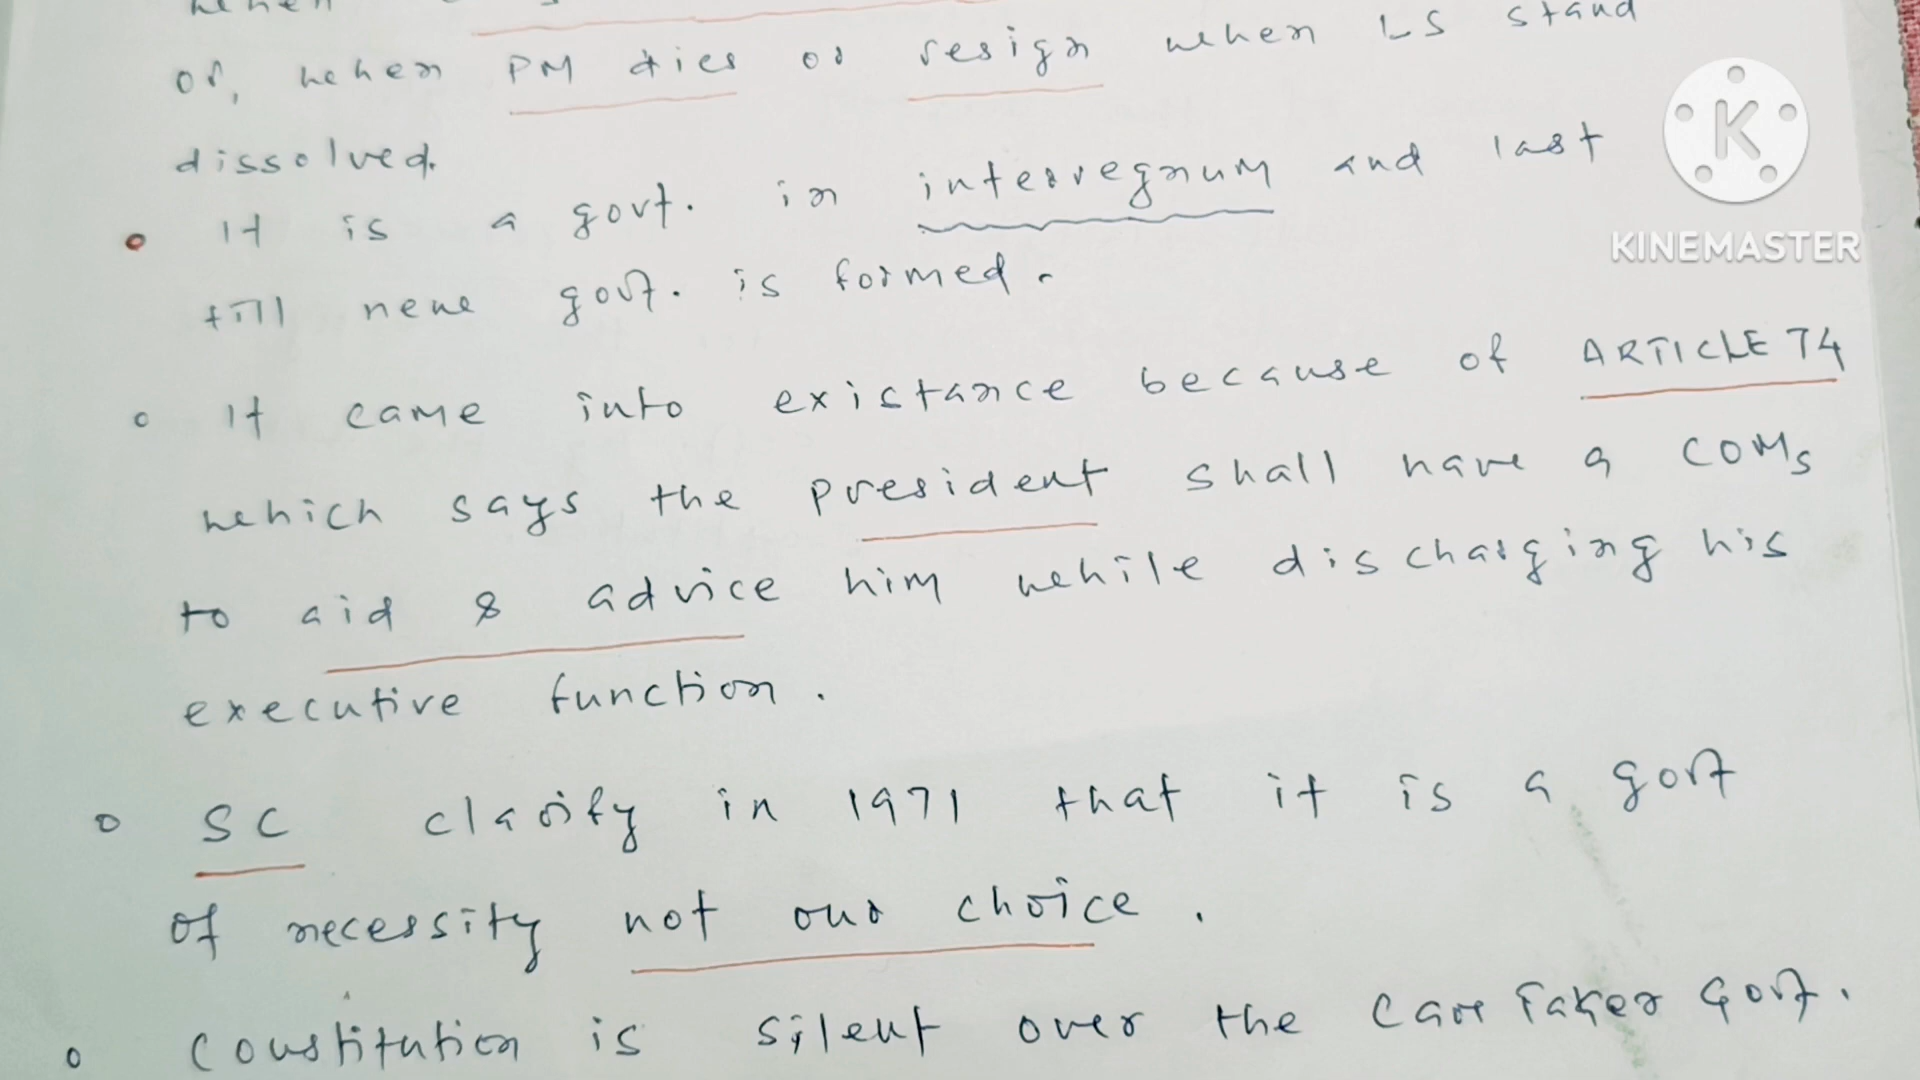 when
or, when PM dies or resign when LS stand
dissolved.
It is a govt. in interregnum and last
till new govt. is formed.
It came into existance because of ARTICLE 74
which says the president shall have a COMs
to aid & advice him while discharging his
executive function.
SC clarify in 1971 that it is a govt
of necessity not our choice.
Constitution is silent over the Care Taker Govt.
K
KINEMASTER